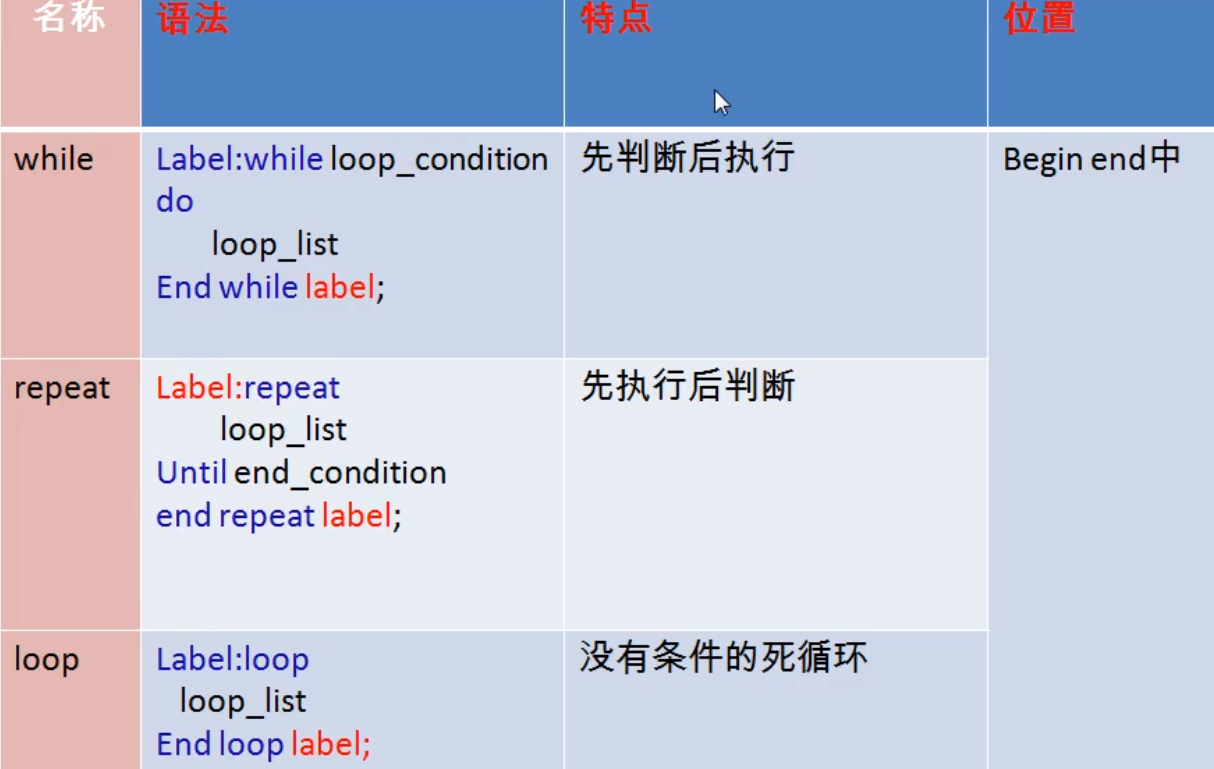 名称 语法 特点 位置
while Label:while loop_condition 先判断后执行 Begin end中
do
loop_list
End while label;
repeat Label:repeat 先执行后判断
loop_list
Until end_condition
end repeat label;
loop Label:loop 没有条件的死循环
loop_list
End loop label;